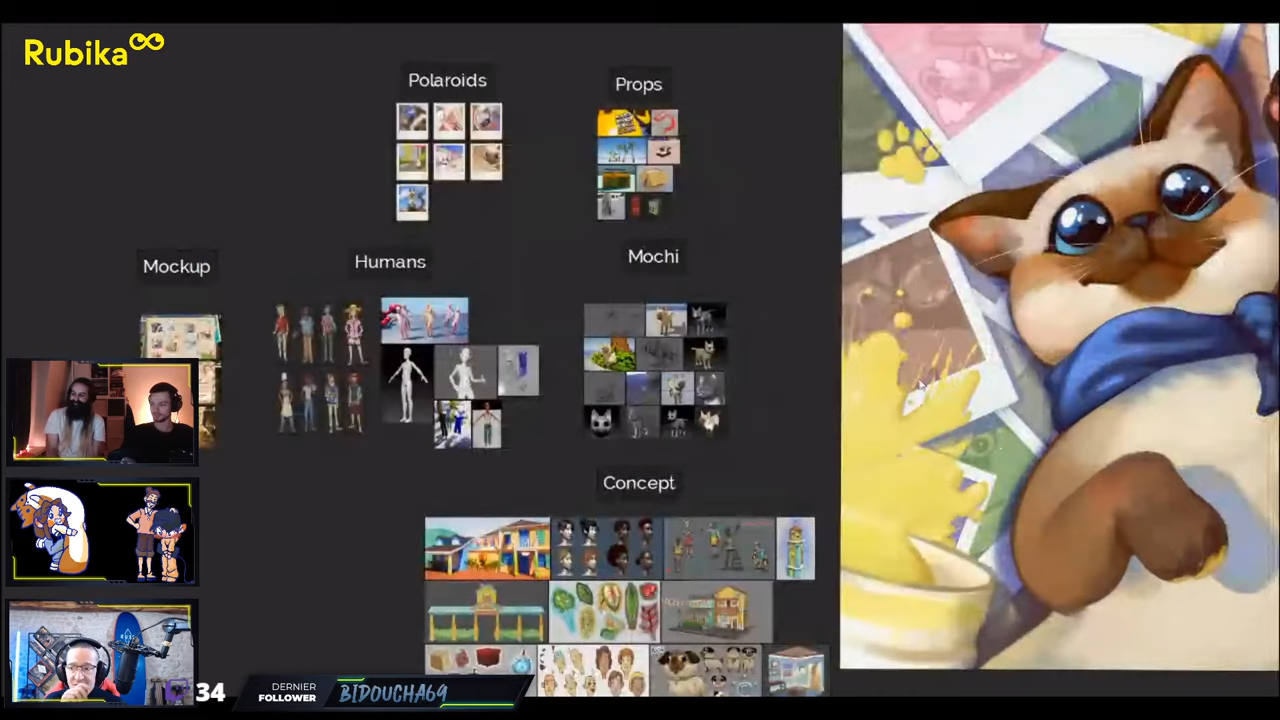 Rubika
Polaroids
Props
Mockup
Humans
Mochi
Concept
34
DERNIER
FOLLOWER
BIDOUCHA69